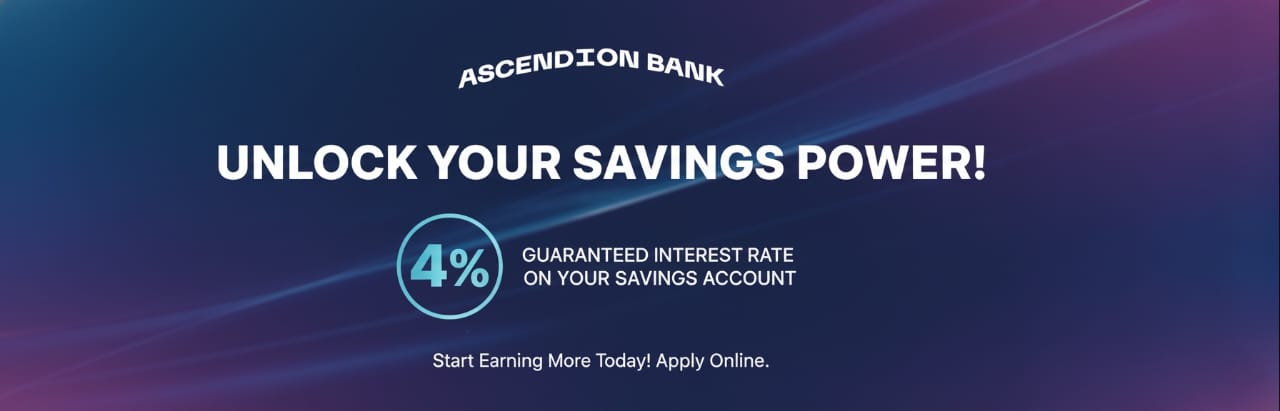 ASCENDION BANK
UNLOCK YOUR SAVINGS POWER!
4%
GUARANTEED INTEREST RATE
ON YOUR SAVINGS ACCOUNT
Start Earning More Today! Apply Online.